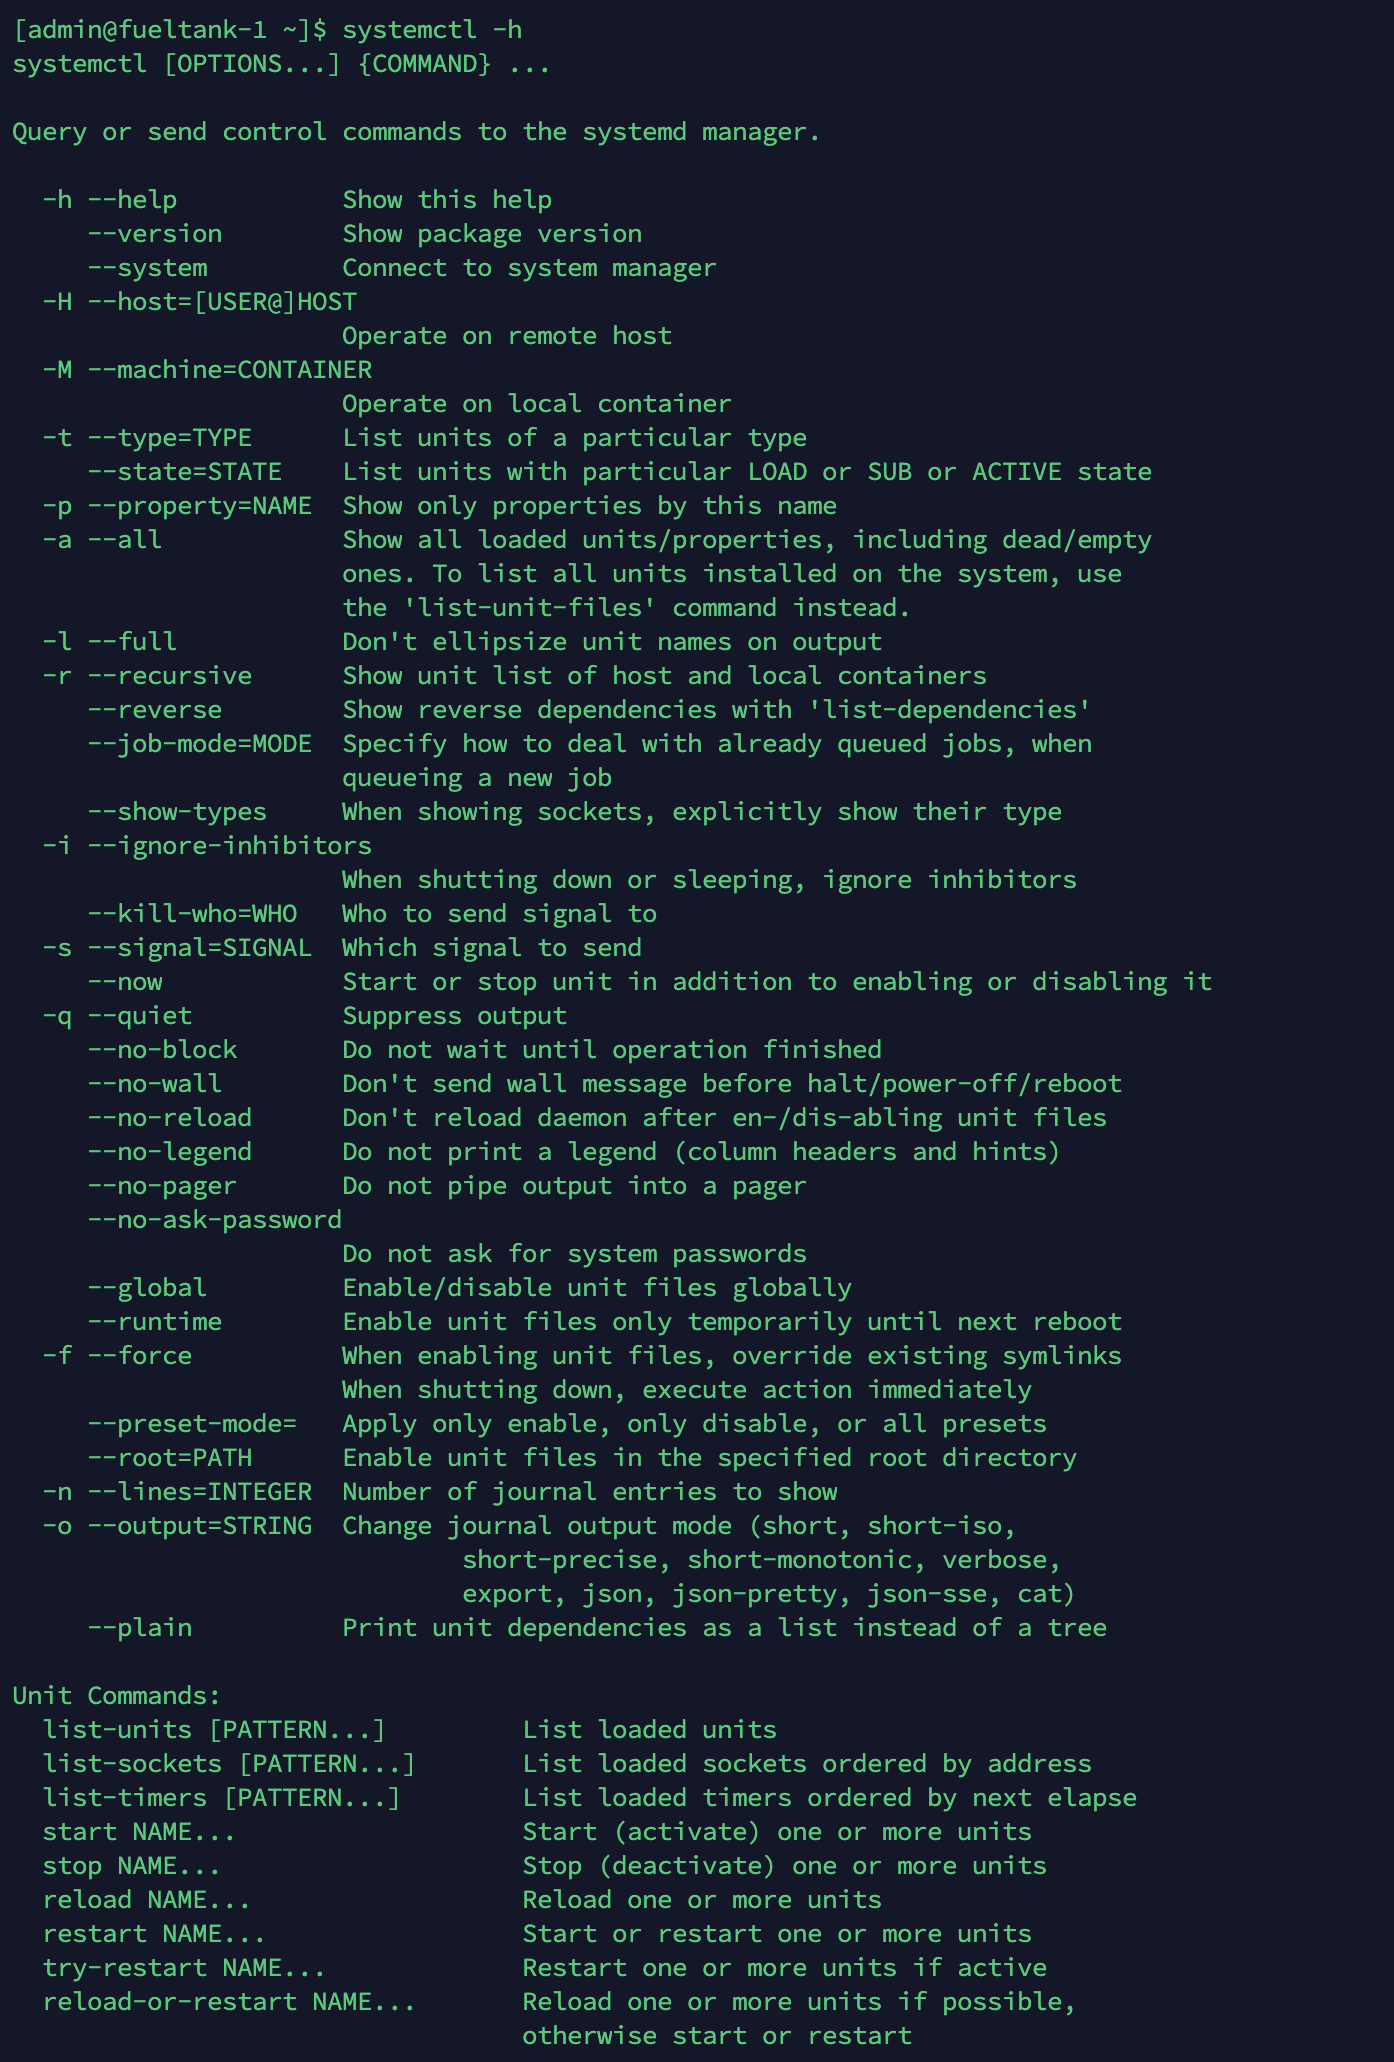 [admin@fueltank-1 ~]$ systemctl -h
systemctl [OPTIONS...] {COMMAND} ...

Query or send control commands to the systemd manager.

  -h --help           Show this help
     --version        Show package version
     --system         Connect to system manager
  -H --host=[USER@]HOST
                      Operate on remote host
  -M --machine=CONTAINER
                      Operate on local container
  -t --type=TYPE      List units of a particular type
     --state=STATE    List units with particular LOAD or SUB or ACTIVE state
  -p --property=NAME  Show only properties by this name
  -a --all            Show all loaded units/properties, including dead/empty
                      ones. To list all units installed on the system, use
                      the 'list-unit-files' command instead.
  -l --full           Don't ellipsize unit names on output
  -r --recursive      Show unit list of host and local containers
     --reverse        Show reverse dependencies with 'list-dependencies'
     --job-mode=MODE  Specify how to deal with already queued jobs, when
                      queueing a new job
     --show-types     When showing sockets, explicitly show their type
  -i --ignore-inhibitors
                      When shutting down or sleeping, ignore inhibitors
     --kill-who=WHO   Who to send signal to
  -s --signal=SIGNAL  Which signal to send
     --now            Start or stop unit in addition to enabling or disabling it
  -q --quiet          Suppress output
     --no-block       Do not wait until operation finished
     --no-wall        Don't send wall message before halt/power-off/reboot
     --no-reload      Don't reload daemon after en-/dis-abling unit files
     --no-legend      Do not print a legend (column headers and hints)
     --no-pager       Do not pipe output into a pager
     --no-ask-password
                      Do not ask for system passwords
     --global         Enable/disable unit files globally
     --runtime        Enable unit files only temporarily until next reboot
  -f --force          When enabling unit files, override existing symlinks
                      When shutting down, execute action immediately
     --preset-mode=   Apply only enable, only disable, or all presets
     --root=PATH      Enable unit files in the specified root directory
  -n --lines=INTEGER  Number of journal entries to show
  -o --output=STRING  Change journal output mode (short, short-iso,
                              short-precise, short-monotonic, verbose,
                              export, json, json-pretty, json-sse, cat)
     --plain          Print unit dependencies as a list instead of a tree

Unit Commands:
  list-units [PATTERN...]         List loaded units
  list-sockets [PATTERN...]       List loaded sockets ordered by address
  list-timers [PATTERN...]        List loaded timers ordered by next elapse
  start NAME...                   Start (activate) one or more units
  stop NAME...                    Stop (deactivate) one or more units
  reload NAME...                  Reload one or more units
  restart NAME...                 Start or restart one or more units
  try-restart NAME...             Restart one or more units if active
  reload-or-restart NAME...       Reload one or more units if possible,
                                  otherwise start or restart